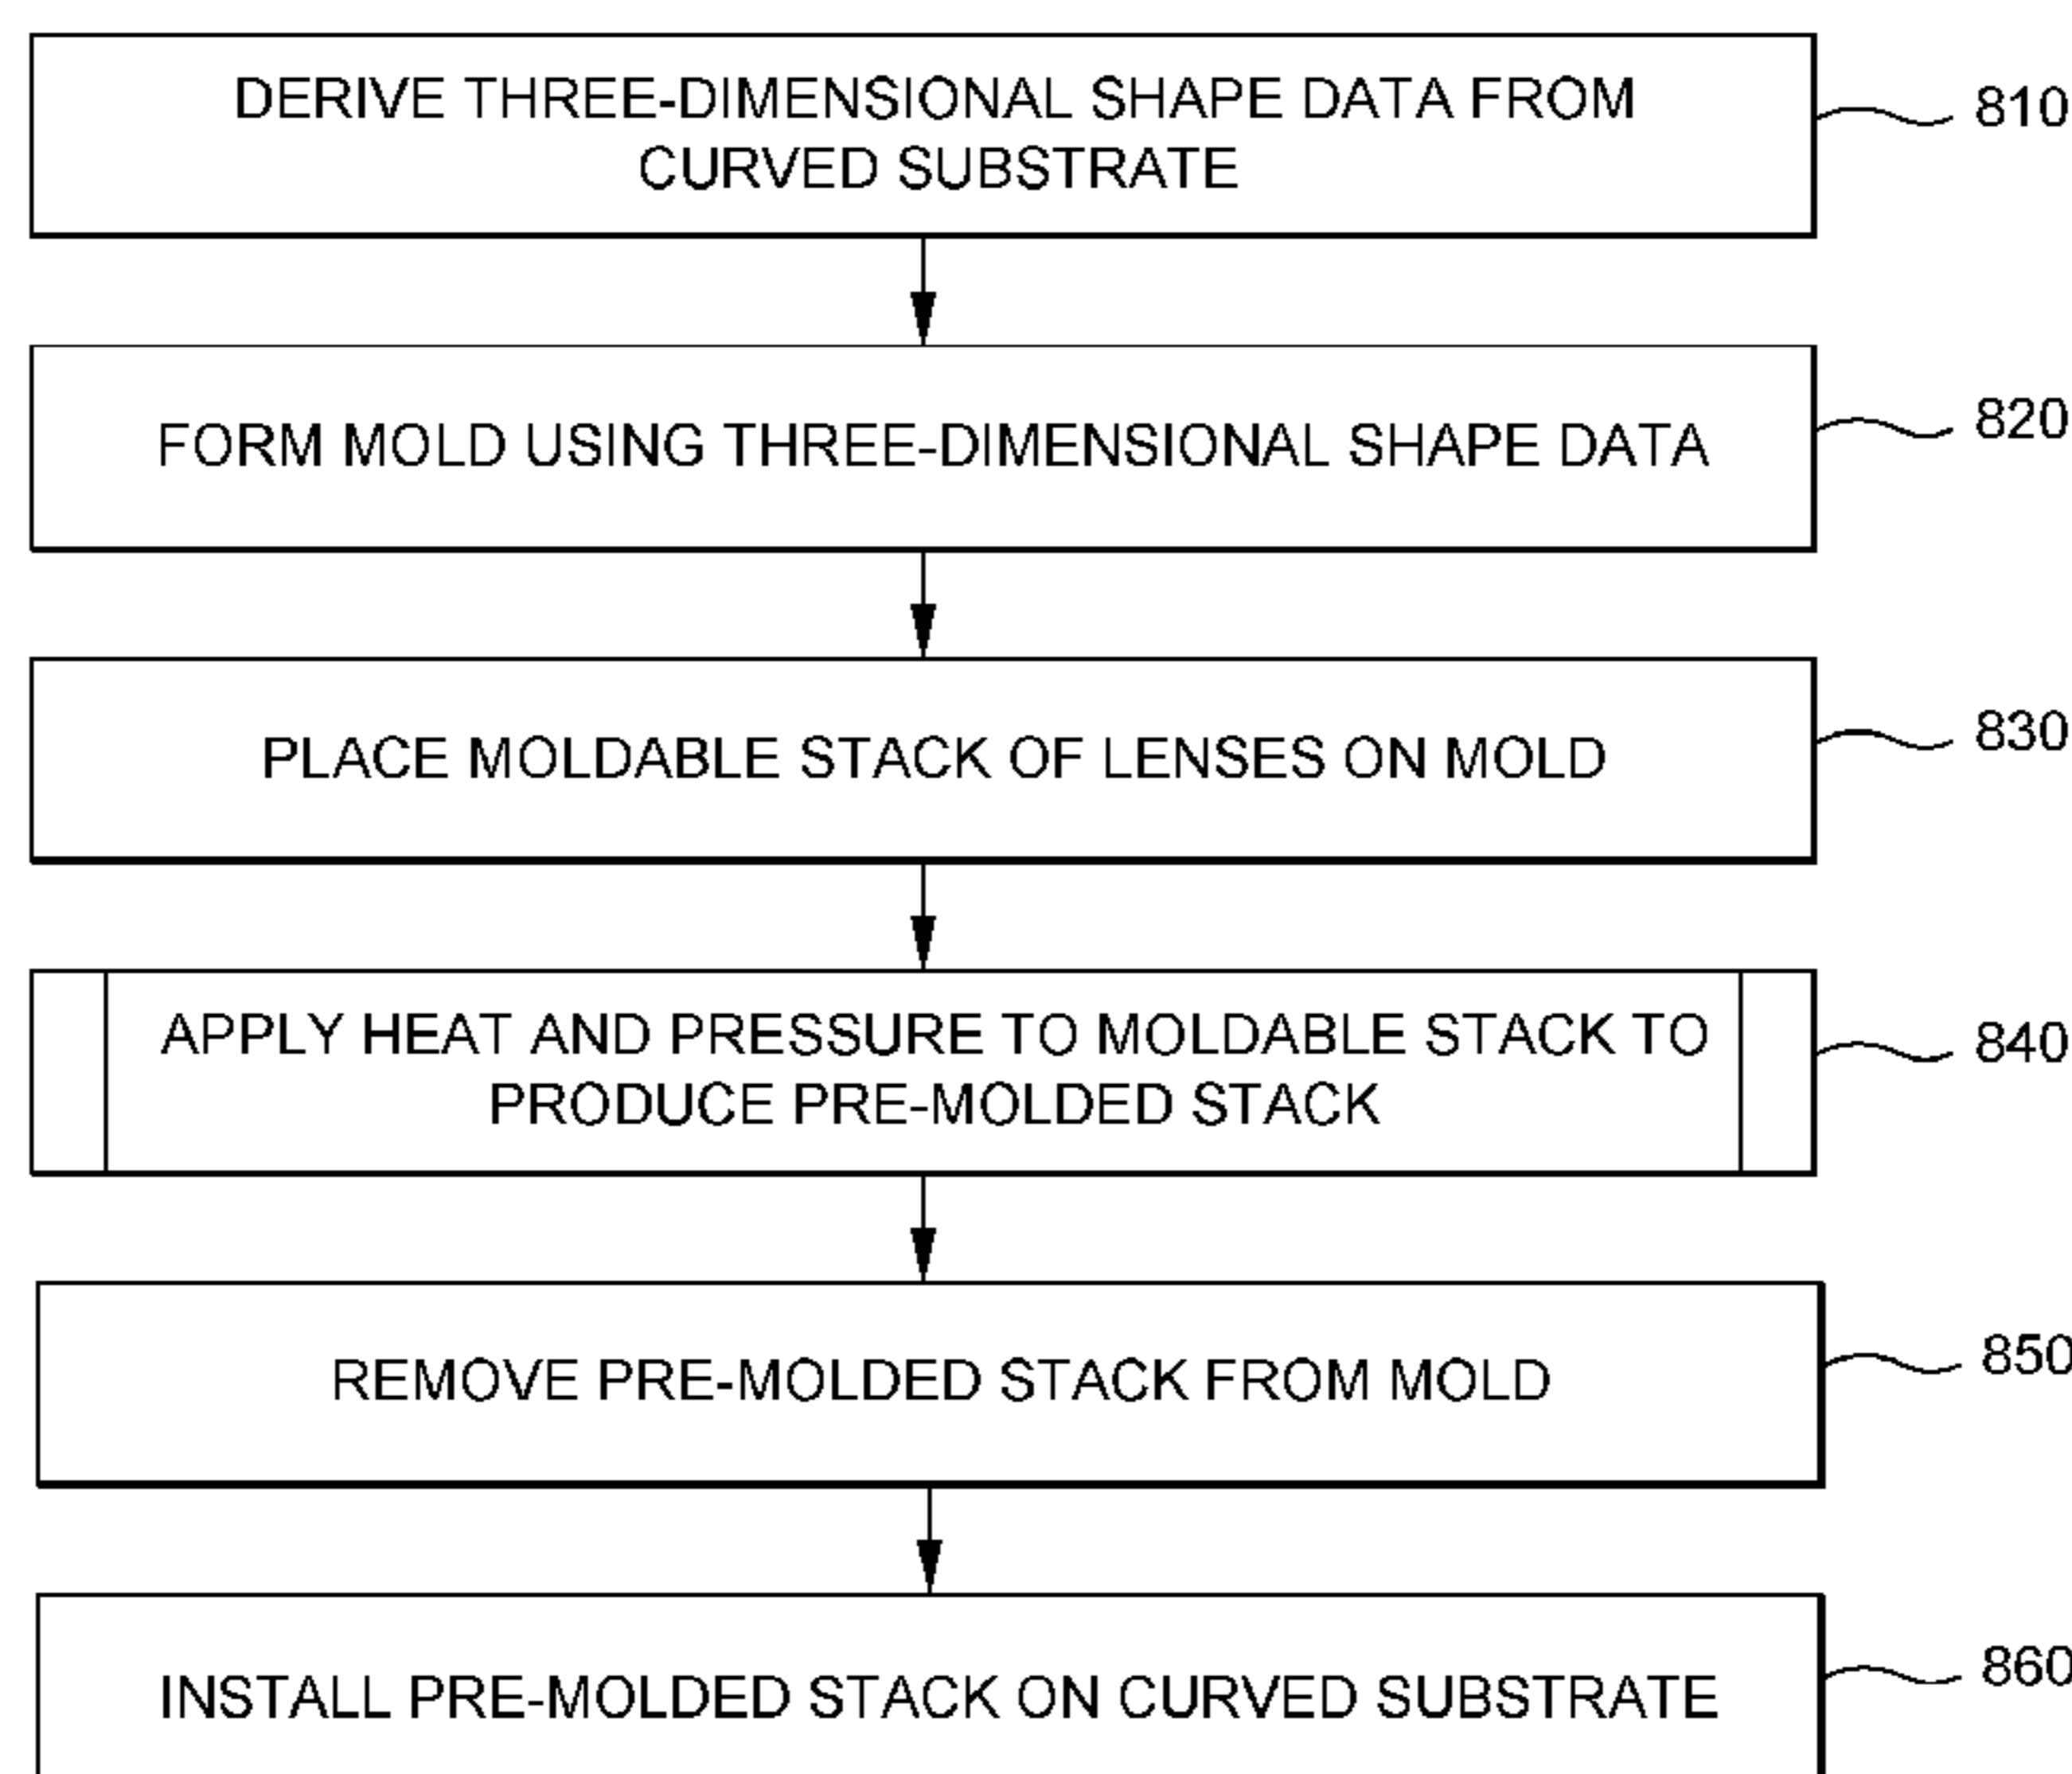 DERIVE THREE-DIMENSIONAL SHAPE DATA FROM
CURVED SUBSTRATE
810
FORM MOLD USING THREE-DIMENSIONAL SHAPE DATA
820
PLACE MOLDABLE STACK OF LENSES ON MOLD
830
APPLY HEAT AND PRESSURE TO MOLDABLE STACK TO
PRODUCE PRE-MOLDED STACK
840
REMOVE PRE-MOLDED STACK FROM MOLD
850
INSTALL PRE-MOLDED STACK ON CURVED SUBSTRATE
860